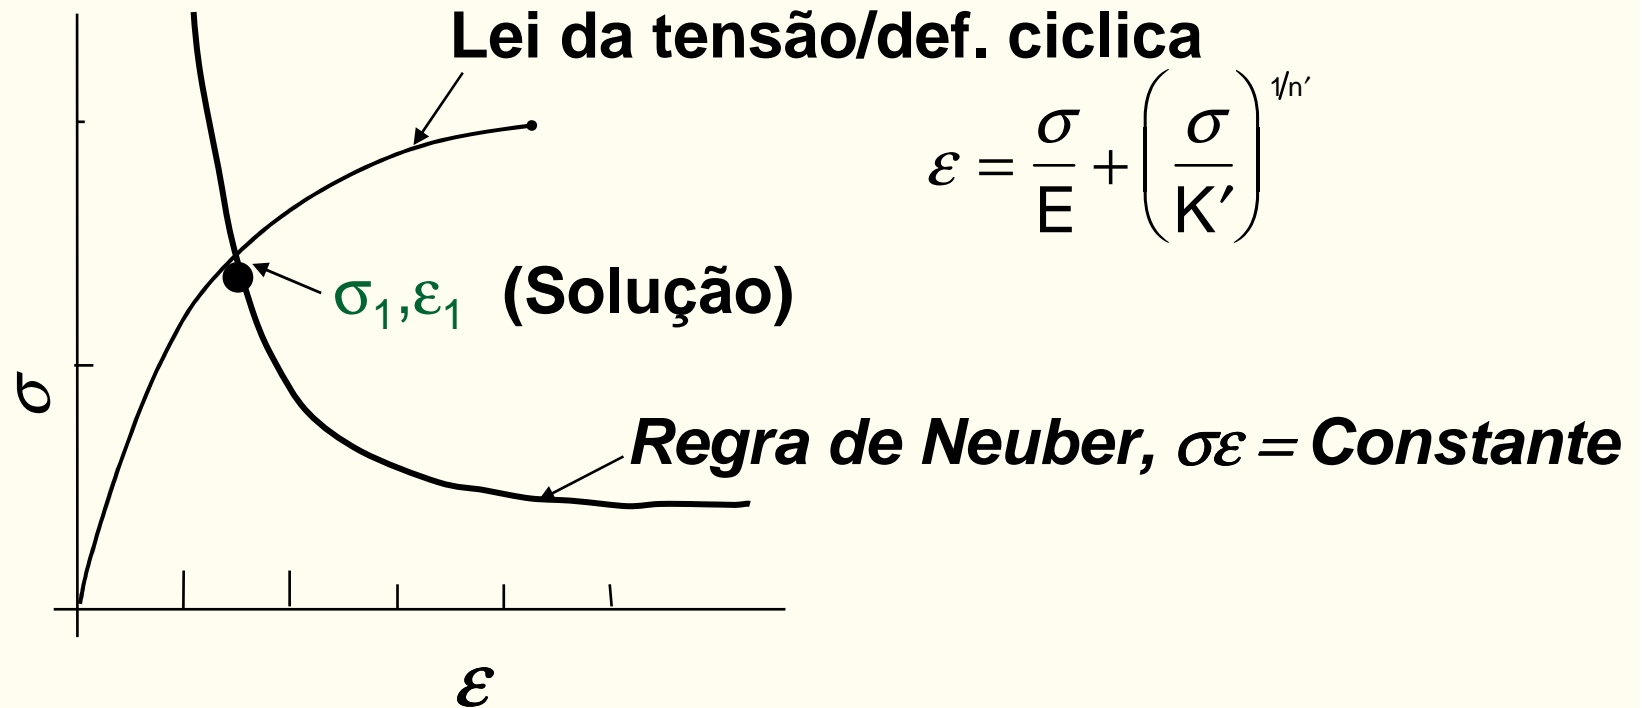 Lei da tensão/def. ciclica
ε = σ/E + (σ/K′)^1/n′
σ1,ε1 (Solução)
σ
Regra de Neuber, σε = Constante
ε